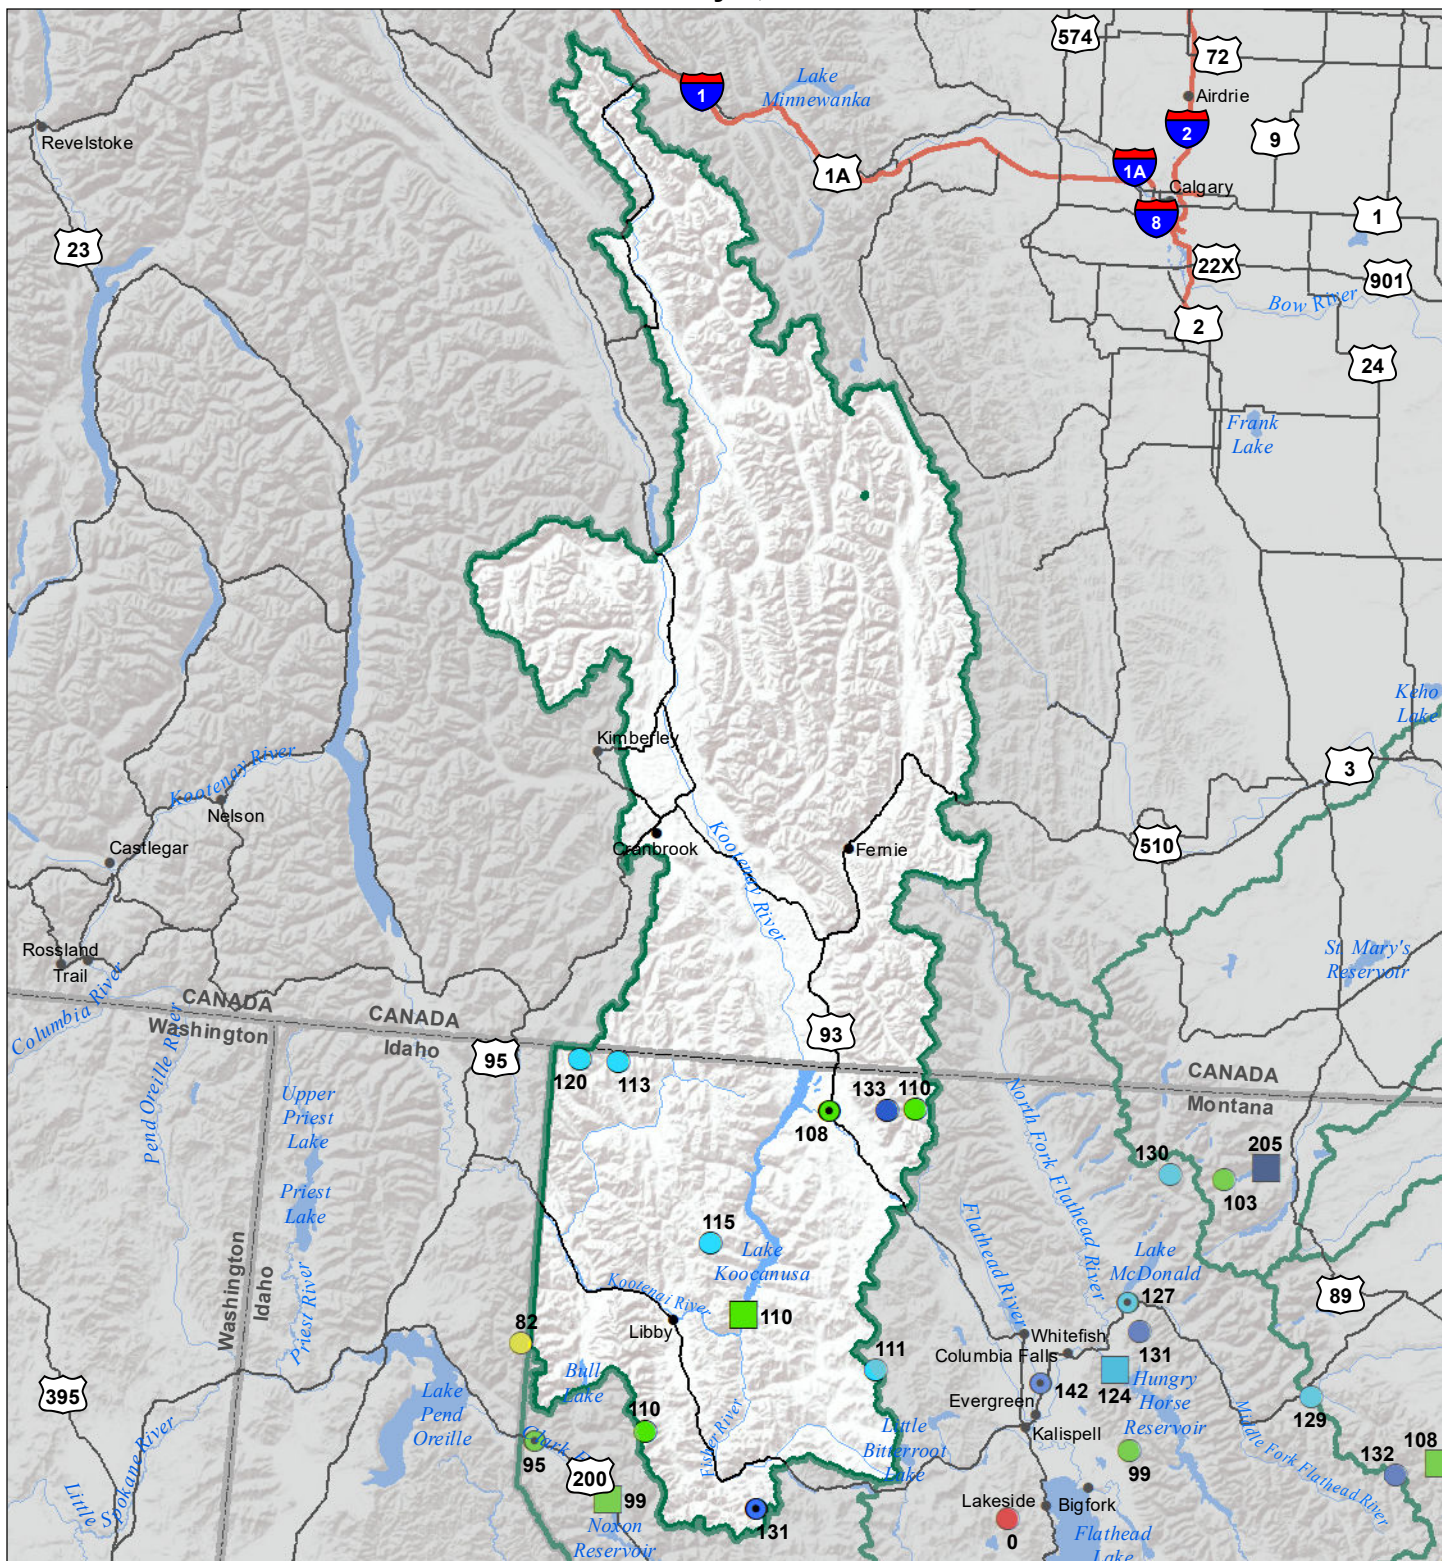 574
72
Lake
Minnewanka
1
Airdrie
Revelstoke
2
9
1A
1A
Calgary
8
1
23
22X
901
Bow River
2
24
Frank
Lake
Keho
Lake
Kimberley
Kootenay River
3
Nelson
Kootenay River
510
Castlegar
Cranbrook
Fernie
Rossland
Trail
St. Mary's
Reservoir
Columbia River
CANADA
Washington
CANADA
Idaho
93
95
120
113
CANADA
Montana
Pend Oreille River
Upper
Priest
Lake
133
110
108
North Fork Flathead River
130
205
103
Priest
Lake
115
Lake
Koocanusa
Flathead River
Lake
McDonald
Washington
Idaho
Priest River
Kootenai River
110
127
89
82
Libby
Whitefish
131
Columbia Falls
111
124
Hungry
Horse
Reservoir
142
Evergreen
Bull
Lake
395
Lake
Pend
Oreille
110
Fisher River
Little
Bitterroot
Lake
Kalispell
129
Middle Fork Flathead River
95
Clark
200
99
99
132
108
Little Spokane River
Noxon
Reservoir
131
Lakeside
0
Bigfork
Flathead
Lake